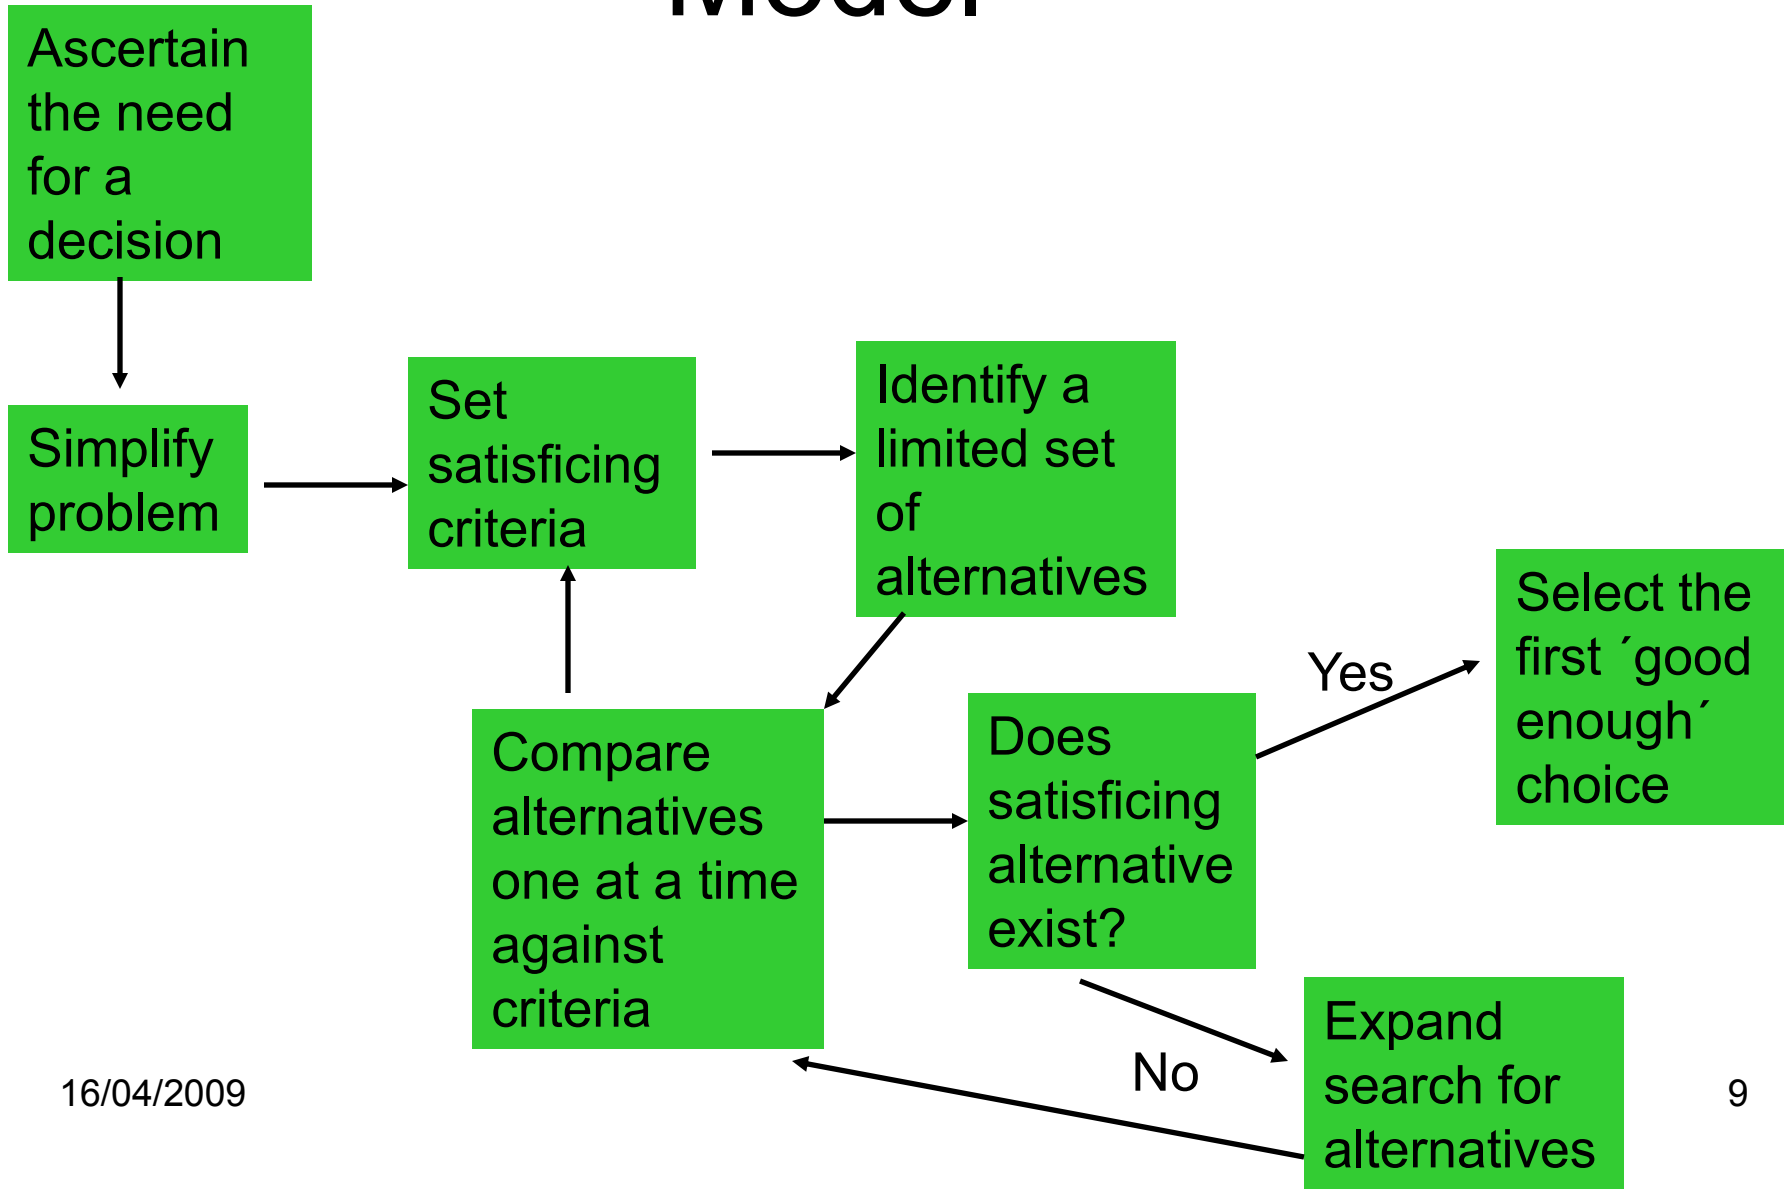 Model
Ascertain
the need
for a
decision
Simplify
problem
Set
satisficing
criteria
Identify a
limited set
of
alternatives
Compare
alternatives
one at a time
against
criteria
Does
satisficing
alternative
exist?
Yes
Select the
first ´good
enough´
choice
No
Expand
search for
alternatives
16/04/2009
9